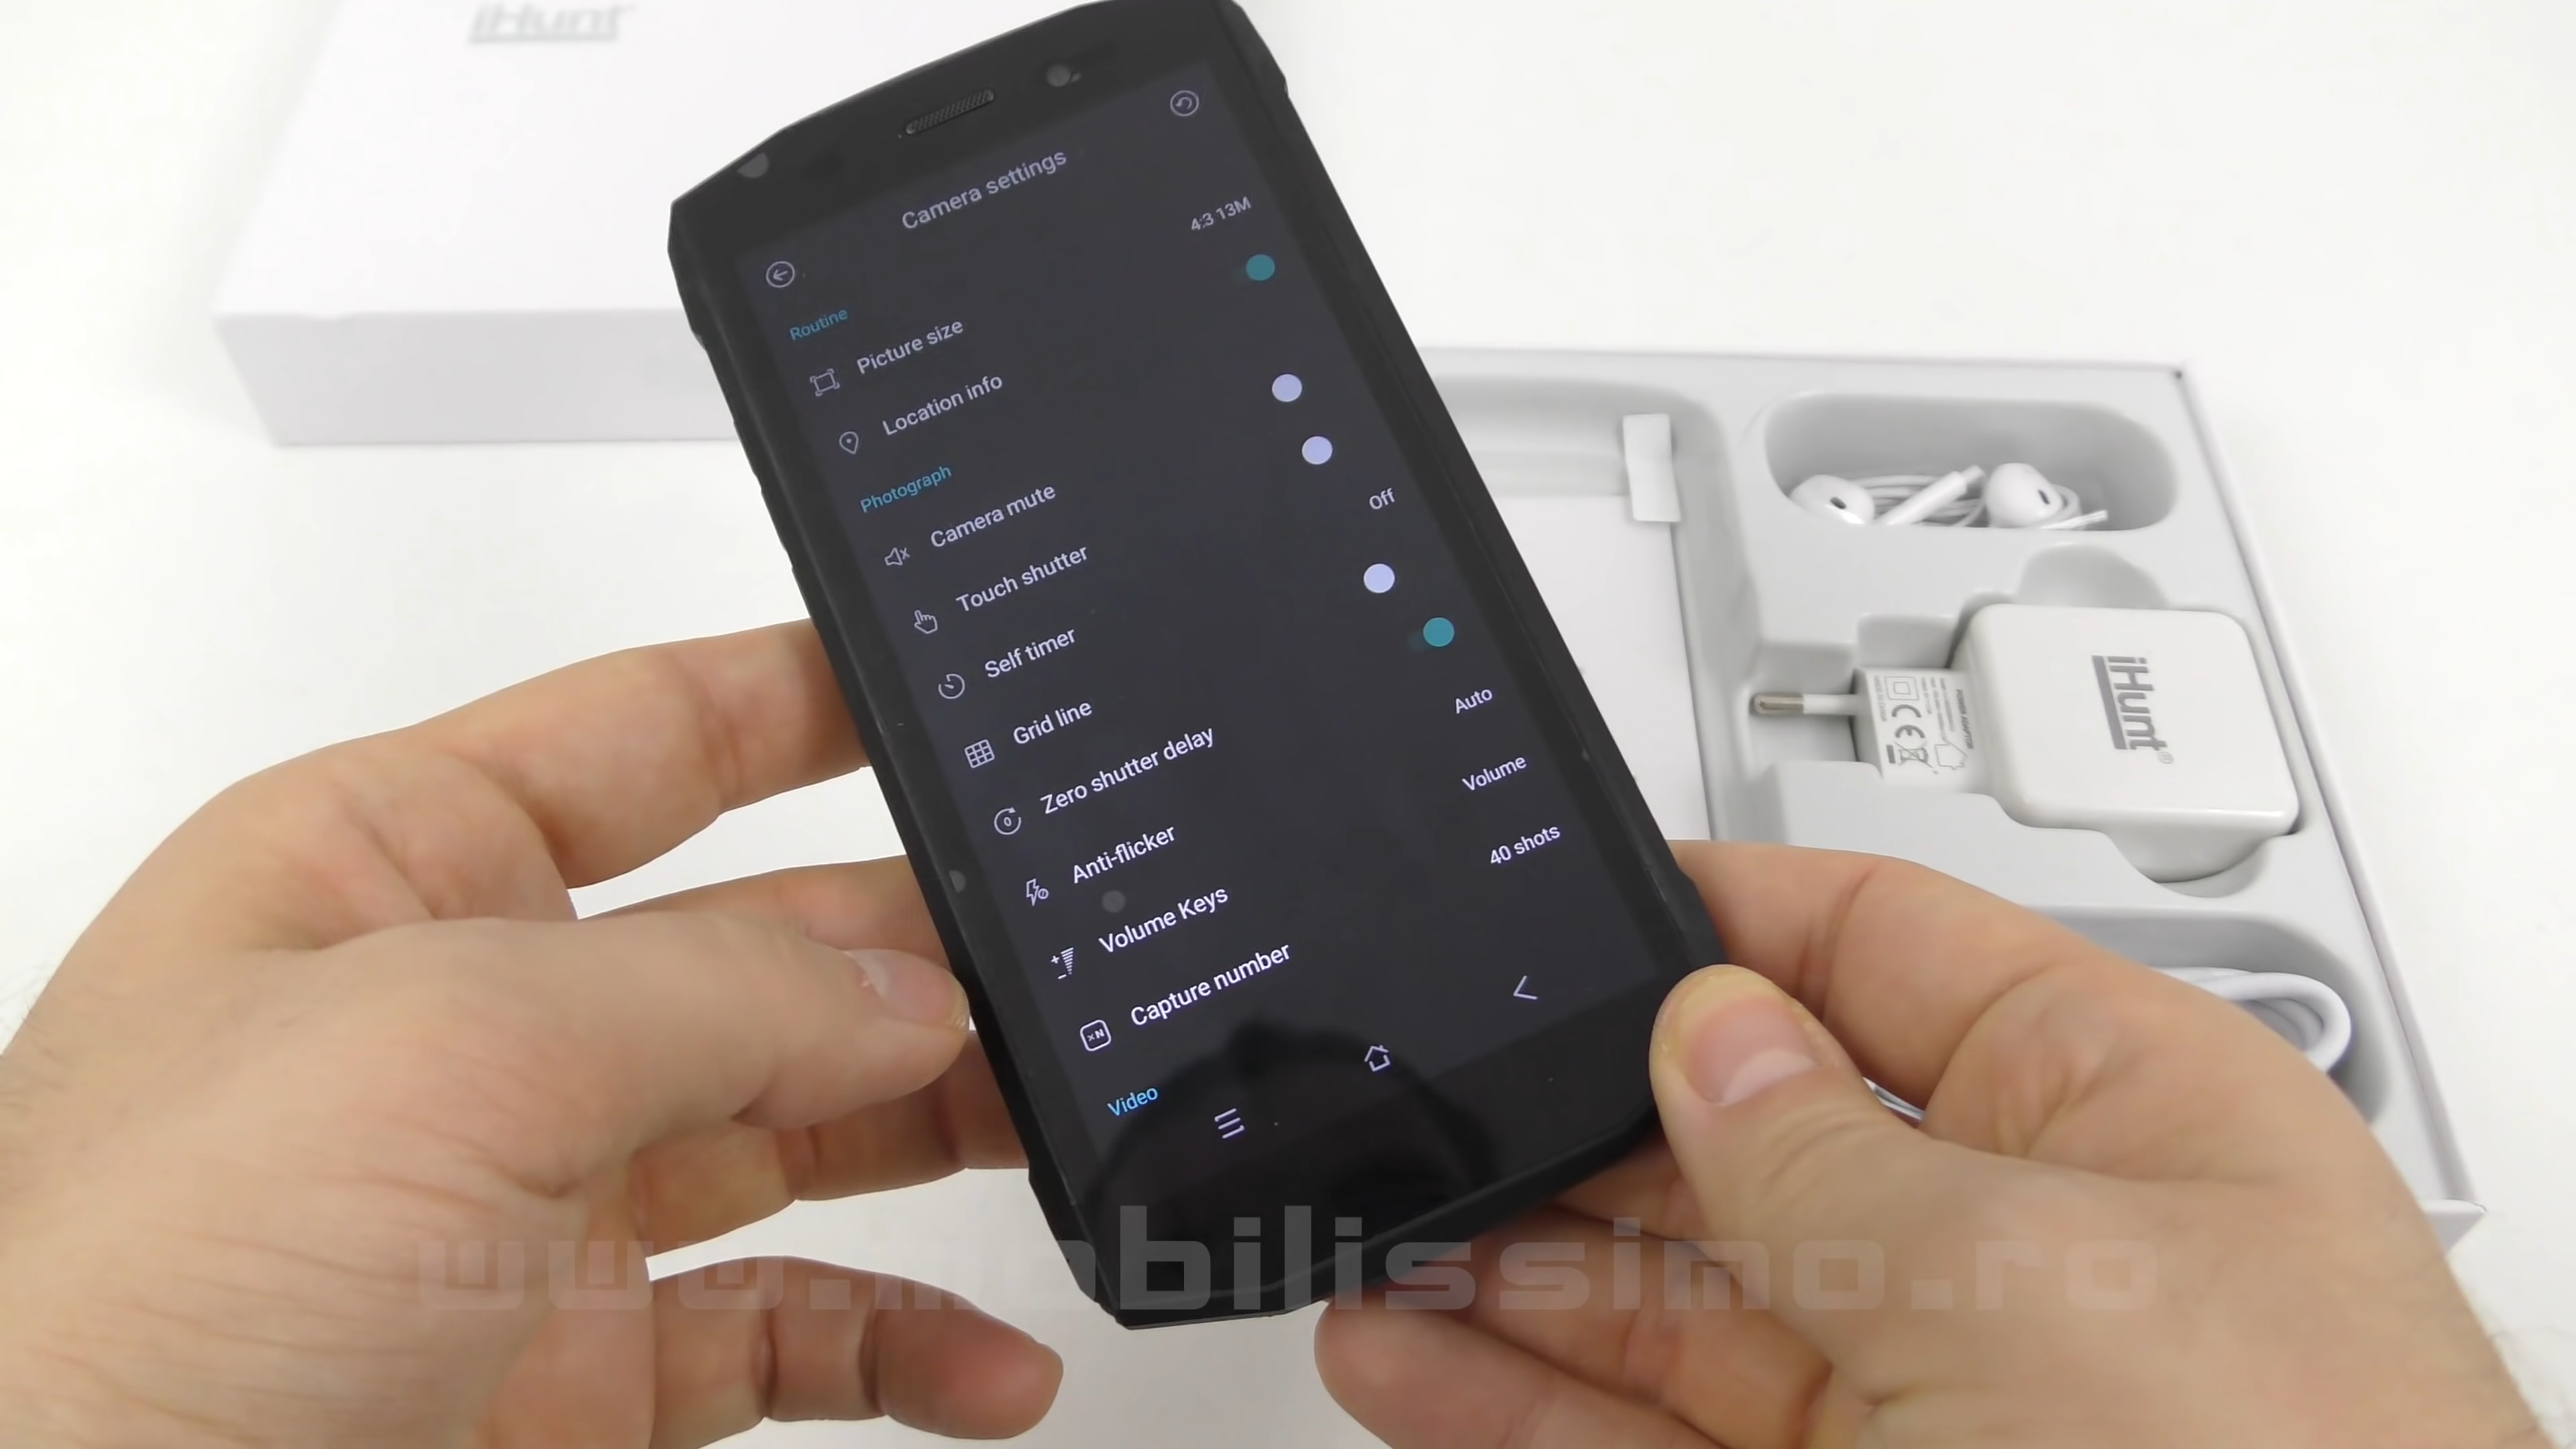 iHunt
Camera settings
Routine
Picture size 4:3 13M
Location info
Photograph
Camera mute
Touch shutter
Self timer Off
Grid line
Zero shutter delay
Anti-flicker Auto
Volume Keys Volume
Capture number 40 shots
Video
iHunt®
CE
www.mobilissimo.ro